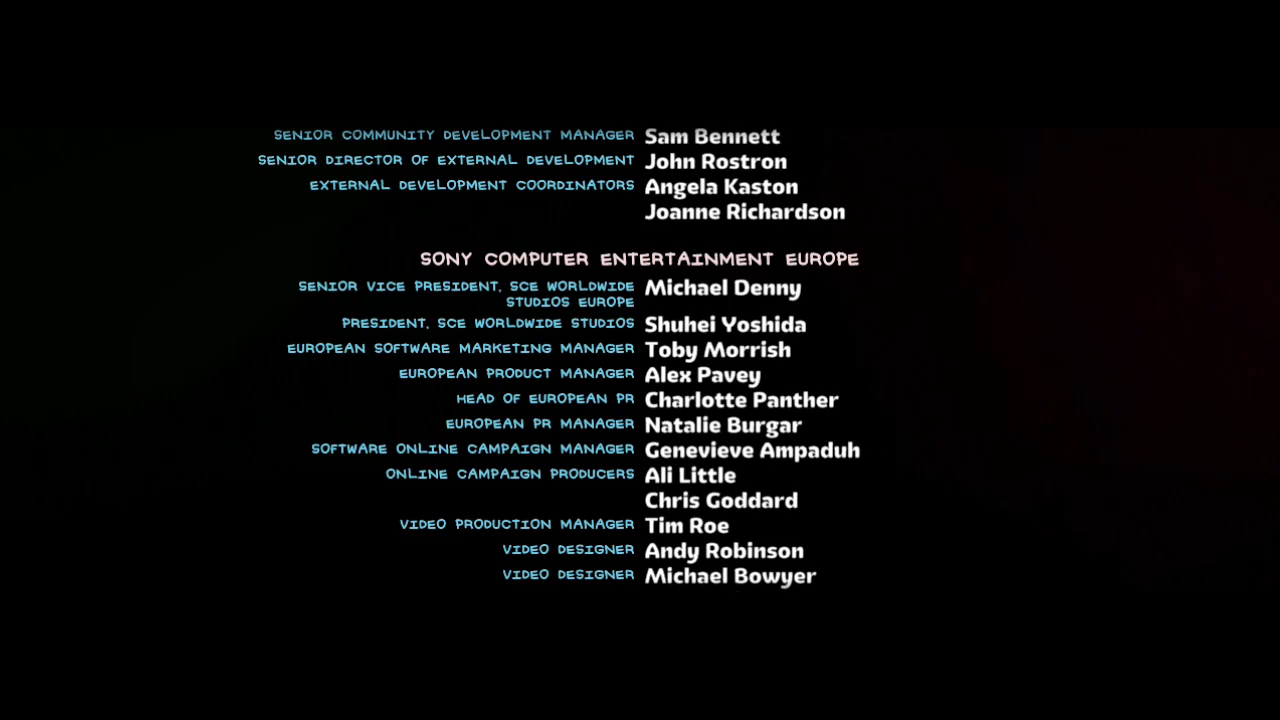 SENIOR COMMUNITY DEVELOPMENT MANAGER Sam Bennett
SENIOR DIRECTOR OF EXTERNAL DEVELOPMENT John Rostron
EXTERNAL DEVELOPMENT COORDINATORS Angela Kaston
Joanne Richardson
SONY COMPUTER ENTERTAINMENT EUROPE
SENIOR VICE PRESIDENT, SCE WORLDWIDE Michael Denny
STUDIOS EUROPE
PRESIDENT, SCE WORLDWIDE STUDIOS Shuhei Yoshida
EUROPEAN SOFTWARE MARKETING MANAGER Toby Morrish
EUROPEAN PRODUCT MANAGER Alex Pavey
HEAD OF EUROPEAN PR Charlotte Panther
EUROPEAN PR MANAGER Natalie Burgar
SOFTWARE ONLINE CAMPAIGN MANAGER Genevieve Ampaduh
ONLINE CAMPAIGN PRODUCERS Ali Little
Chris Goddard
VIDEO PRODUCTION MANAGER Tim Roe
VIDEO DESIGNER Andy Robinson
VIDEO DESIGNER Michael Bowyer